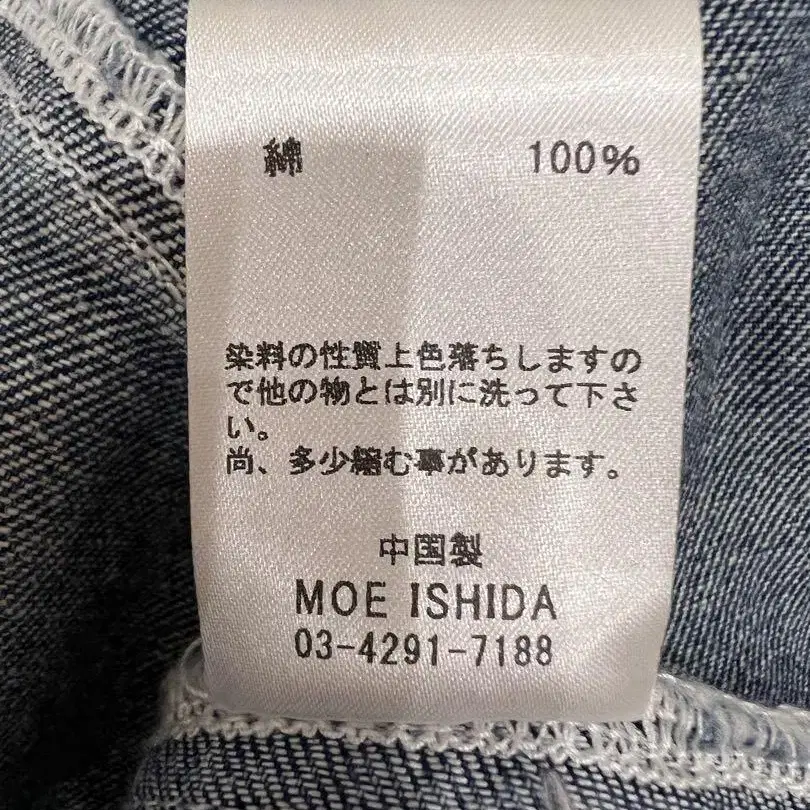 綿 100%
染料の性質上色落ちしますの
で他の物とは別に洗って下さ
い。
尚、多少縮む事があります。
中国製
MOE ISHIDA
03-4291-7188